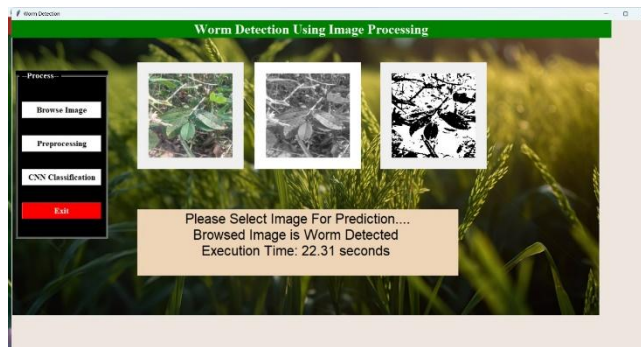 Worm Detection
Worm Detection Using Image Processing
--Process--
Browse Image
Preprocessing
CNN Classification
Exit
Please Select Image For Prediction....
Browsed Image is Worm Detected
Execution Time: 22.31 seconds